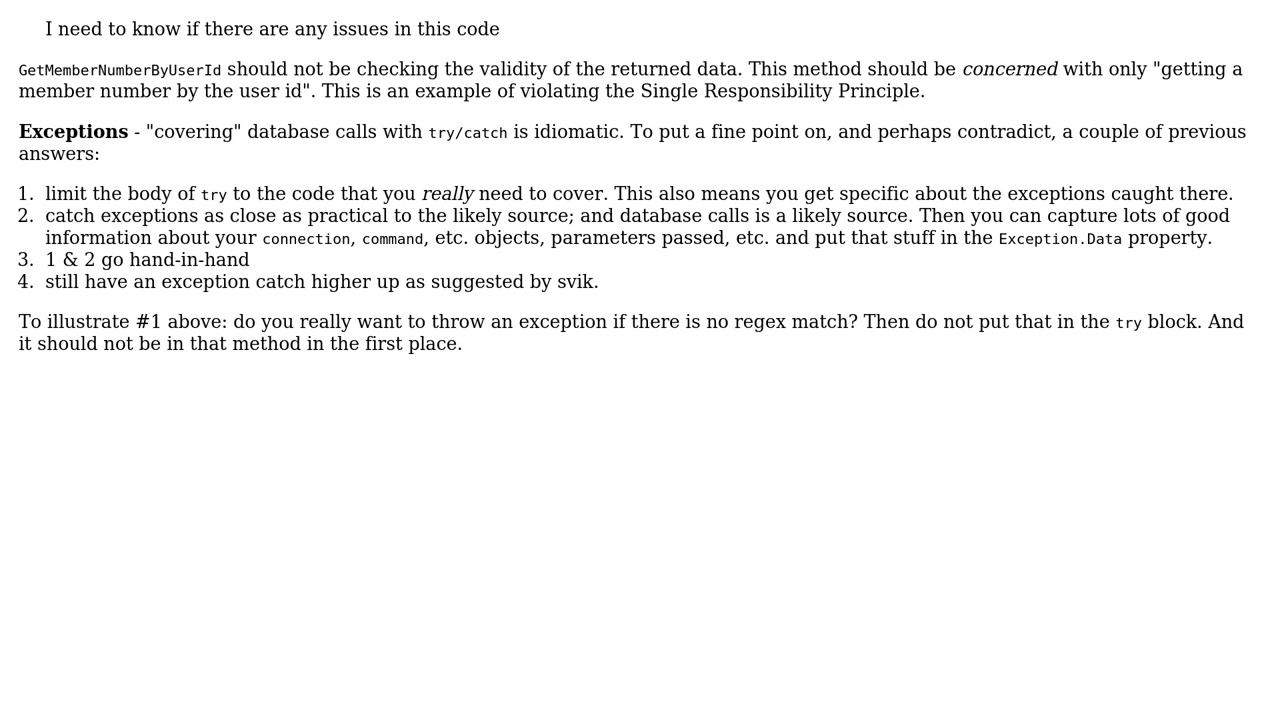 I need to know if there are any issues in this code
GetMemberNumberByUserId should not be checking the validity of the returned data. This method should be concerned with only "getting a
member number by the user id". This is an example of violating the Single Responsibility Principle.
Exceptions - "covering" database calls with try/catch is idiomatic. To put a fine point on, and perhaps contradict, a couple of previous
answers:
1. limit the body of try to the code that you really need to cover. This also means you get specific about the exceptions caught there.
2. catch exceptions as close as practical to the likely source; and database calls is a likely source. Then you can capture lots of good
information about your connection, command, etc. objects, parameters passed, etc. and put that stuff in the Exception.Data property.
3. 1 & 2 go hand-in-hand
4. still have an exception catch higher up as suggested by svik.
To illustrate #1 above: do you really want to throw an exception if there is no regex match? Then do not put that in the try block. And
it should not be in that method in the first place.